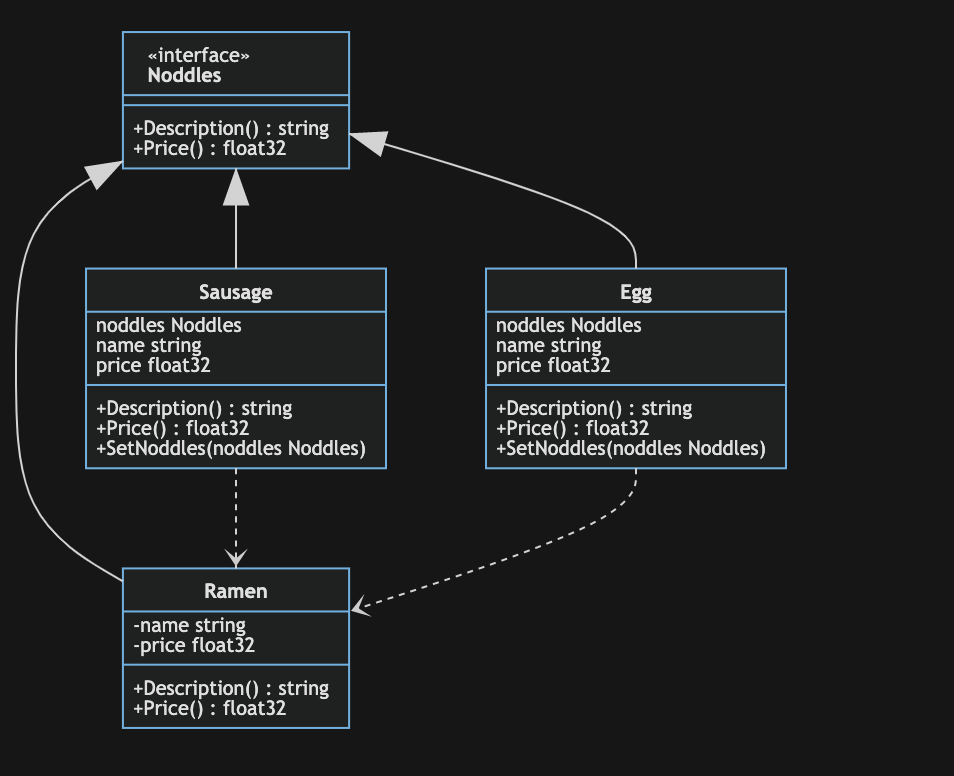 «interface»
Noddles
+Description() : string
+Price() : float32
Sausage
noddles Noddles
name string
price float32
+Description() : string
+Price() : float32
+SetNoddles(noddles Noddles)
Egg
noddles Noddles
name string
price float32
+Description() : string
+Price() : float32
+SetNoddles(noddles Noddles)
Ramen
-name string
-price float32
+Description() : string
+Price() : float32